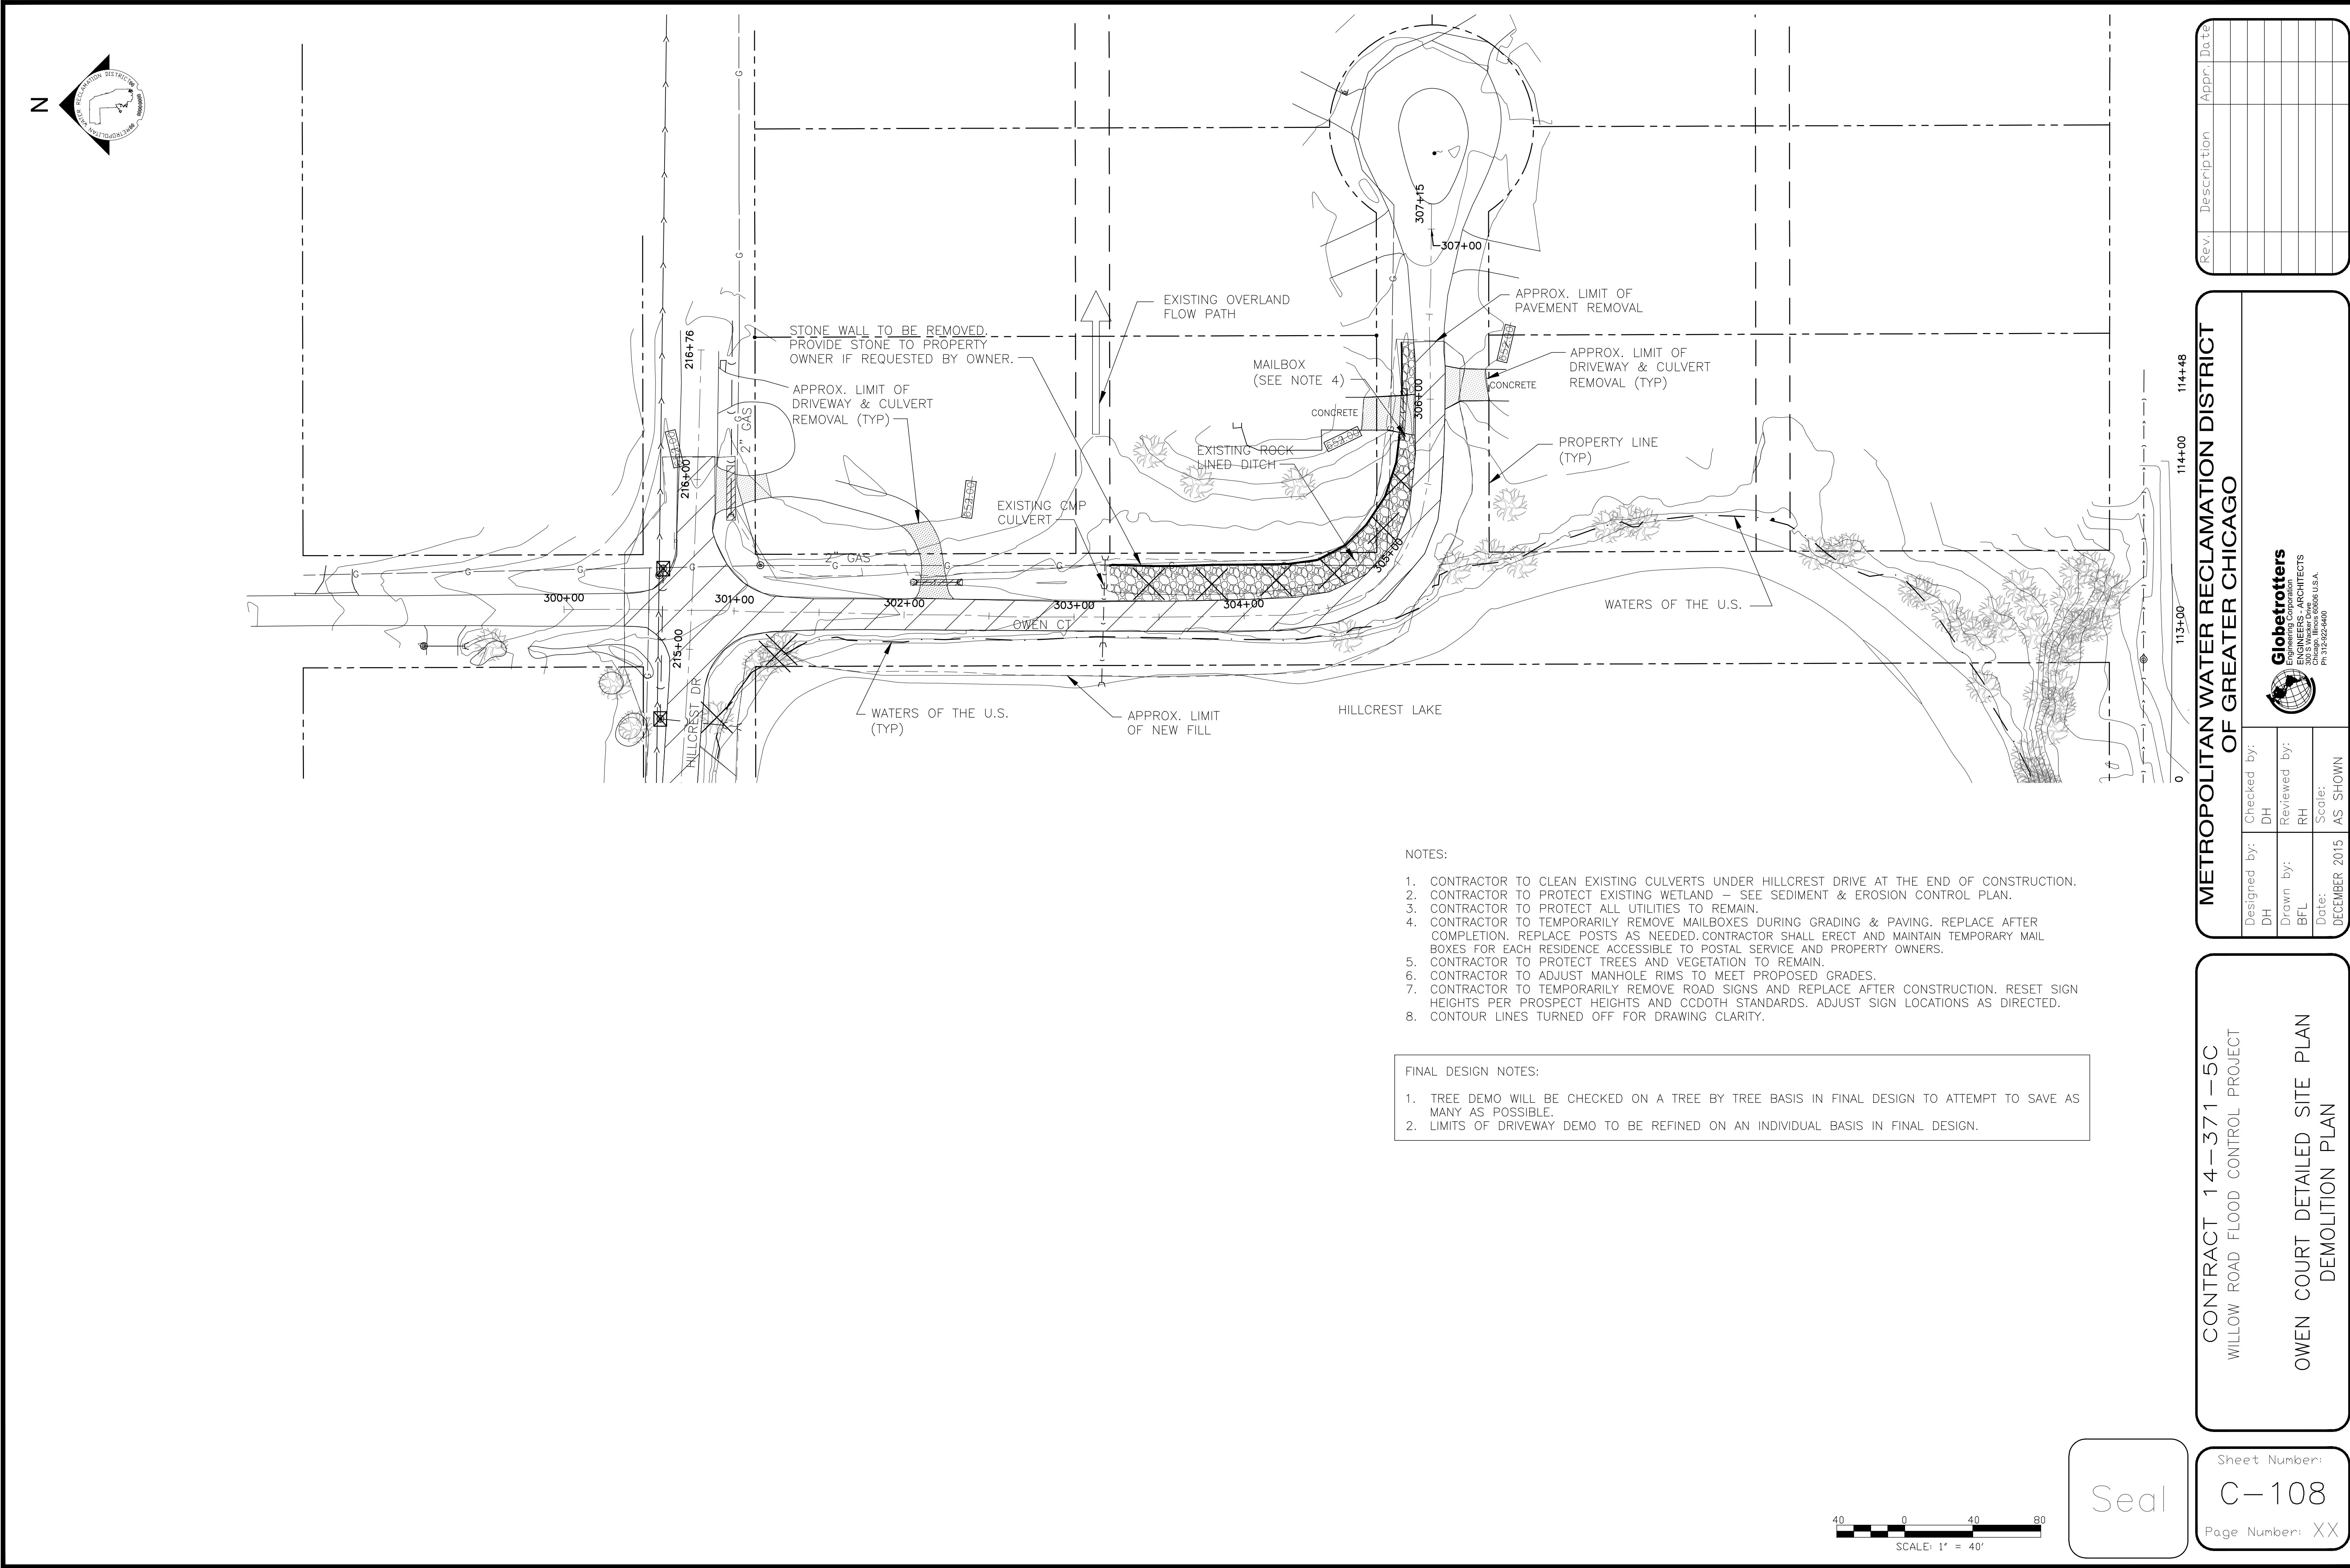 N
METROPOLITAN WATER RECLAMATION DISTRICT
G
G
216+76
STONE WALL TO BE REMOVED.
PROVIDE STONE TO PROPERTY
OWNER IF REQUESTED BY OWNER.
EXISTING OVERLAND
FLOW PATH
APPROX. LIMIT OF
DRIVEWAY & CULVERT
REMOVAL (TYP)
2" GAS
216+00
MAILBOX
(SEE NOTE 4)
307+15
307+00
APPROX. LIMIT OF
PAVEMENT REMOVAL
652.00
APPROX. LIMIT OF
DRIVEWAY & CULVERT
REMOVAL (TYP)
CONCRETE
CONCRETE
306+00
EXISTING ROCK
LINED DITCH
PROPERTY LINE
(TYP)
EXISTING CMP
CULVERT
2" GAS
300+00
301+00
302+00
303+00
304+00
305+00
OWEN CT
215+00
HILLCREST DR
WATERS OF THE U.S.
(TYP)
APPROX. LIMIT
OF NEW FILL
HILLCREST LAKE
WATERS OF THE U.S.
114+48
114+00
113+00
0
NOTES:
1. CONTRACTOR TO CLEAN EXISTING CULVERTS UNDER HILLCREST DRIVE AT THE END OF CONSTRUCTION.
2. CONTRACTOR TO PROTECT EXISTING WETLAND – SEE SEDIMENT & EROSION CONTROL PLAN.
3. CONTRACTOR TO PROTECT ALL UTILITIES TO REMAIN.
4. CONTRACTOR TO TEMPORARILY REMOVE MAILBOXES DURING GRADING & PAVING. REPLACE AFTER
COMPLETION. REPLACE POSTS AS NEEDED. CONTRACTOR SHALL ERECT AND MAINTAIN TEMPORARY MAIL
BOXES FOR EACH RESIDENCE ACCESSIBLE TO POSTAL SERVICE AND PROPERTY OWNERS.
5. CONTRACTOR TO PROTECT TREES AND VEGETATION TO REMAIN.
6. CONTRACTOR TO ADJUST MANHOLE RIMS TO MEET PROPOSED GRADES.
7. CONTRACTOR TO TEMPORARILY REMOVE ROAD SIGNS AND REPLACE AFTER CONSTRUCTION. RESET SIGN
HEIGHTS PER PROSPECT HEIGHTS AND CCDOTH STANDARDS. ADJUST SIGN LOCATIONS AS DIRECTED.
8. CONTOUR LINES TURNED OFF FOR DRAWING CLARITY.
FINAL DESIGN NOTES:
1. TREE DEMO WILL BE CHECKED ON A TREE BY TREE BASIS IN FINAL DESIGN TO ATTEMPT TO SAVE AS
MANY AS POSSIBLE.
2. LIMITS OF DRIVEWAY DEMO TO BE REFINED ON AN INDIVIDUAL BASIS IN FINAL DESIGN.
40 0 40 80
SCALE: 1" = 40'
Seal
Rev. Description Appr. Date
METROPOLITAN WATER RECLAMATION DISTRICT
OF GREATER CHICAGO
Globetrotters
Engineering Corporation
ENGINEERS - ARCHITECTS
300 S Wacker Drive
Chicago, Illinois 60606 U.S.A.
Ph 312-922-6400
Designed by:
DH
Checked by:
DH
Drawn by:
BFL
Reviewed by:
RH
Date:
DECEMBER 2015
Scale:
AS SHOWN
CONTRACT 14–371–5C
WILLOW ROAD FLOOD CONTROL PROJECT
OWEN COURT DETAILED SITE PLAN
DEMOLITION PLAN
Sheet Number:
C–108
Page Number: XX